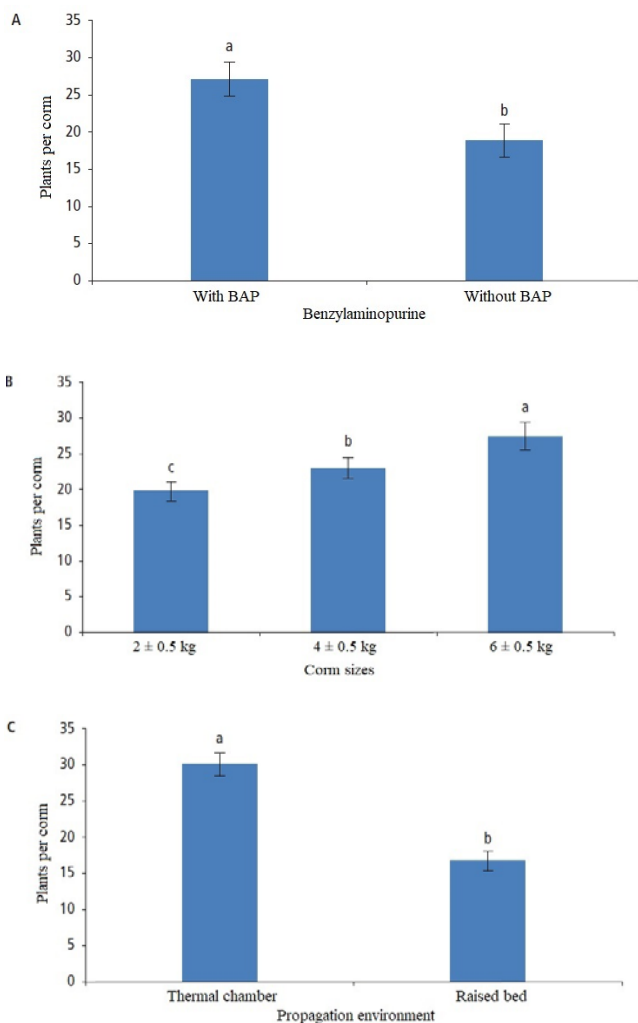 A
35
30
25
20
15
10
5
0
Plants per corm
a
b
With BAP Without BAP
Benzylaminopurine
B
35
30
25
20
15
10
5
0
Plants per corm
c
b
a
2 ± 0.5 kg 4 ± 0.5 kg 6 ± 0.5 kg
Corm sizes
C
35
30
25
20
15
10
5
0
Plants per corm
a
b
Thermal chamber Raised bed
Propagation environment